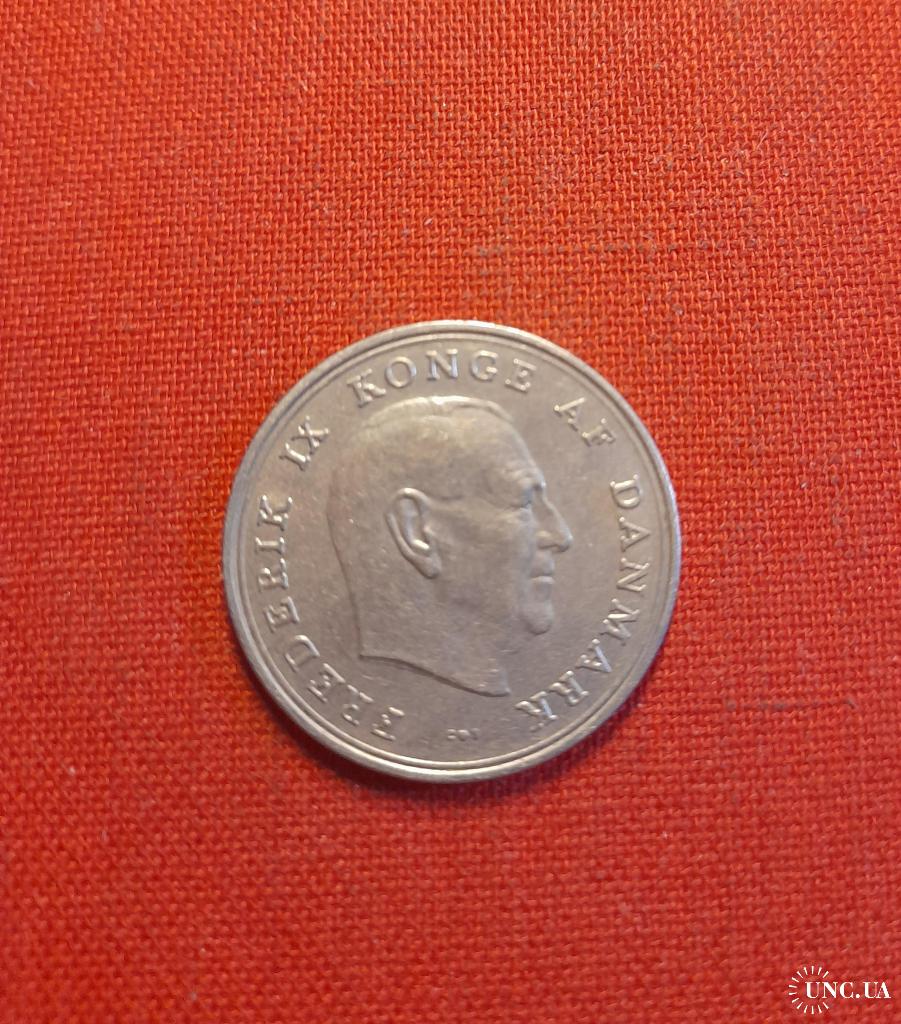 FREDERIK IX KONGE AF DANMARK
UNC.UA